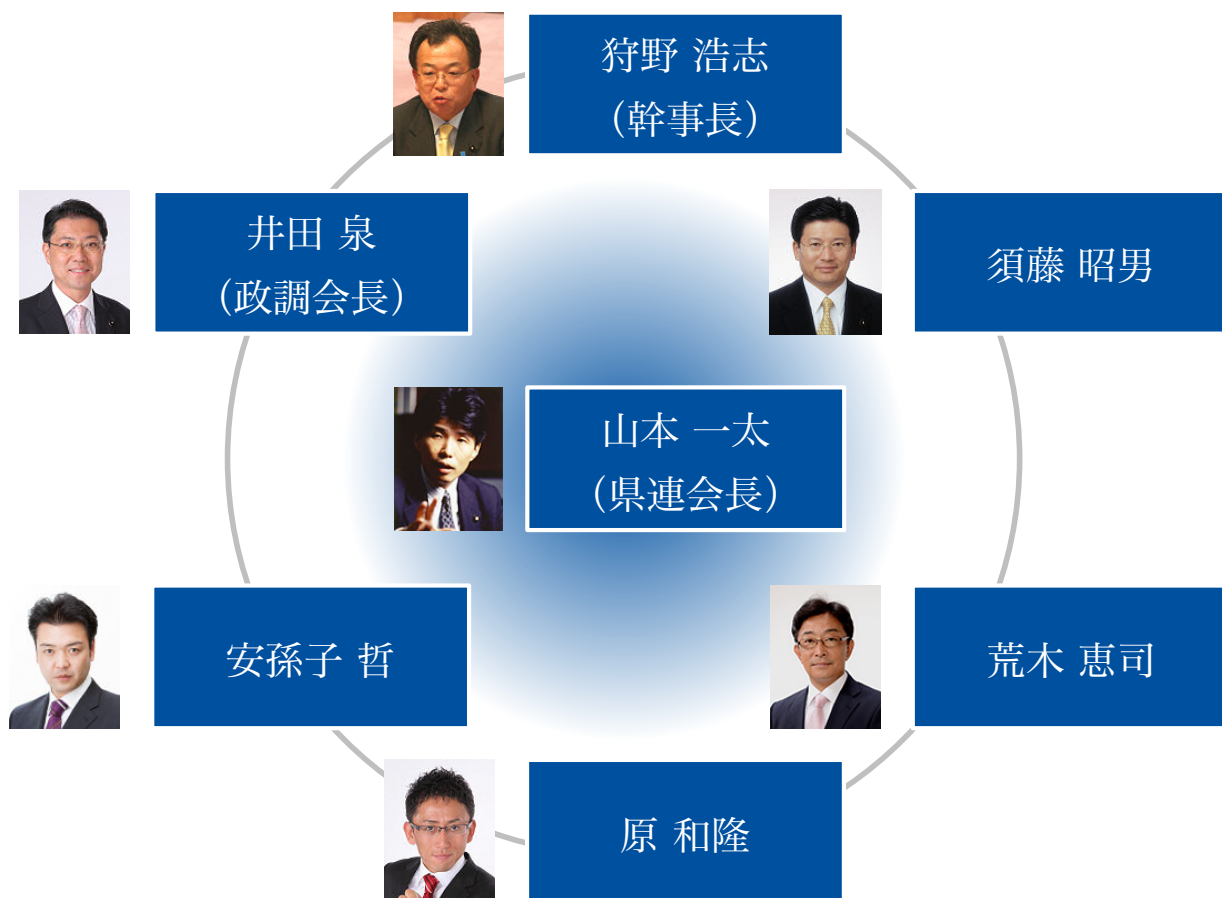 狩野 浩志
（幹事長）
井田 泉
（政調会長）
須藤 昭男
山本 一太
（県連会長）
安孫子 哲
荒木 恵司
原 和隆